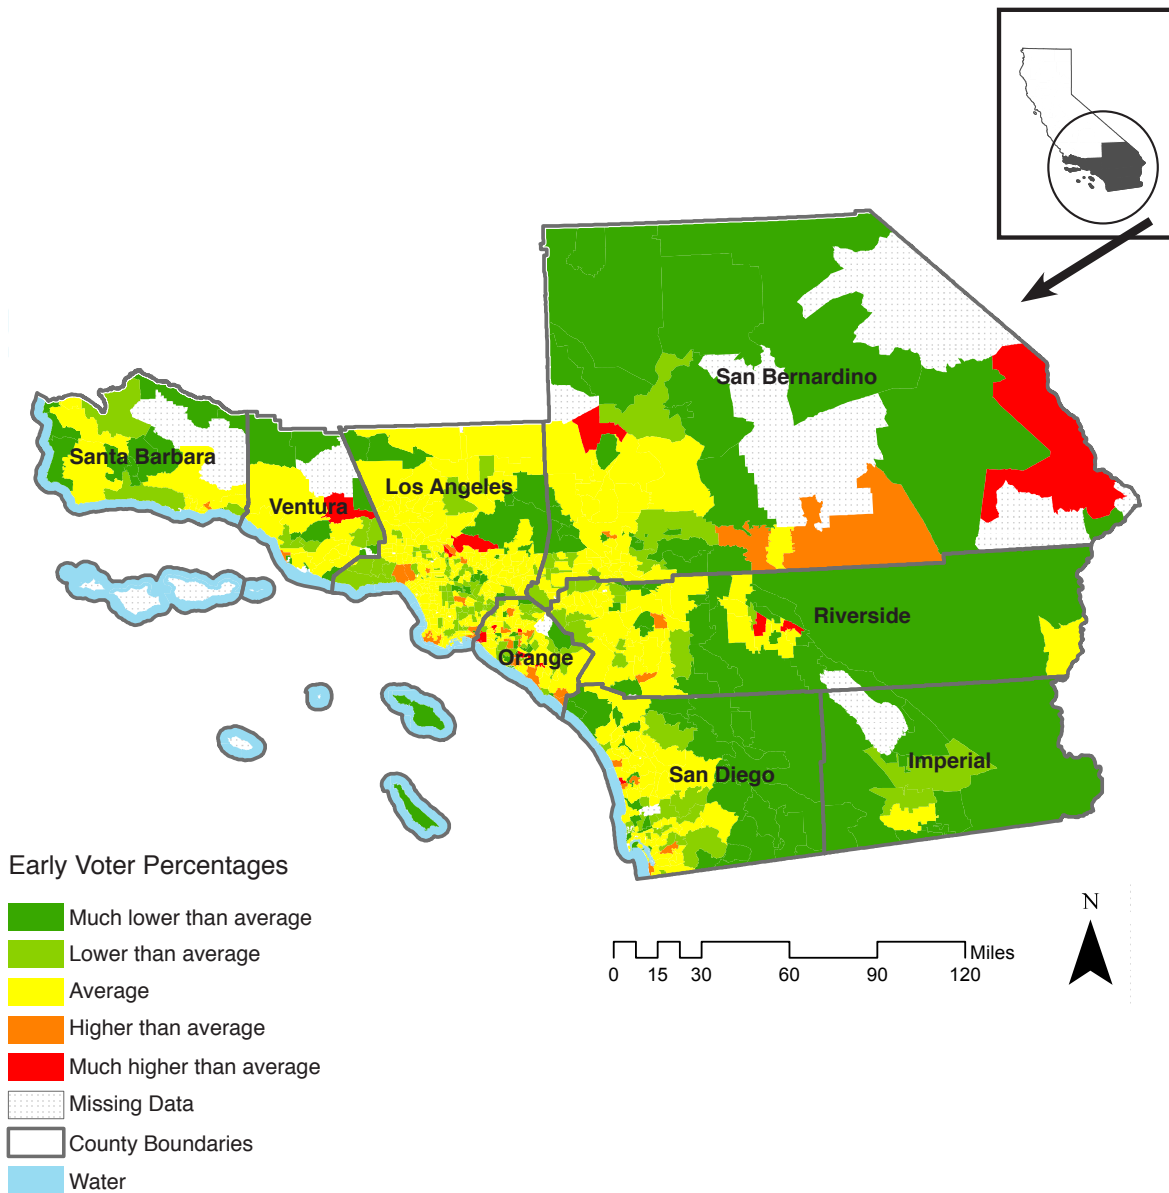 San Bernardino
Santa Barbara
Los Angeles
Ventura
Riverside
Orange
San Diego
Imperial
Early Voter Percentages
Much lower than average
Lower than average
Average
Higher than average
Much higher than average
Missing Data
County Boundaries
Water
N
Miles
0 15 30 60 90 120